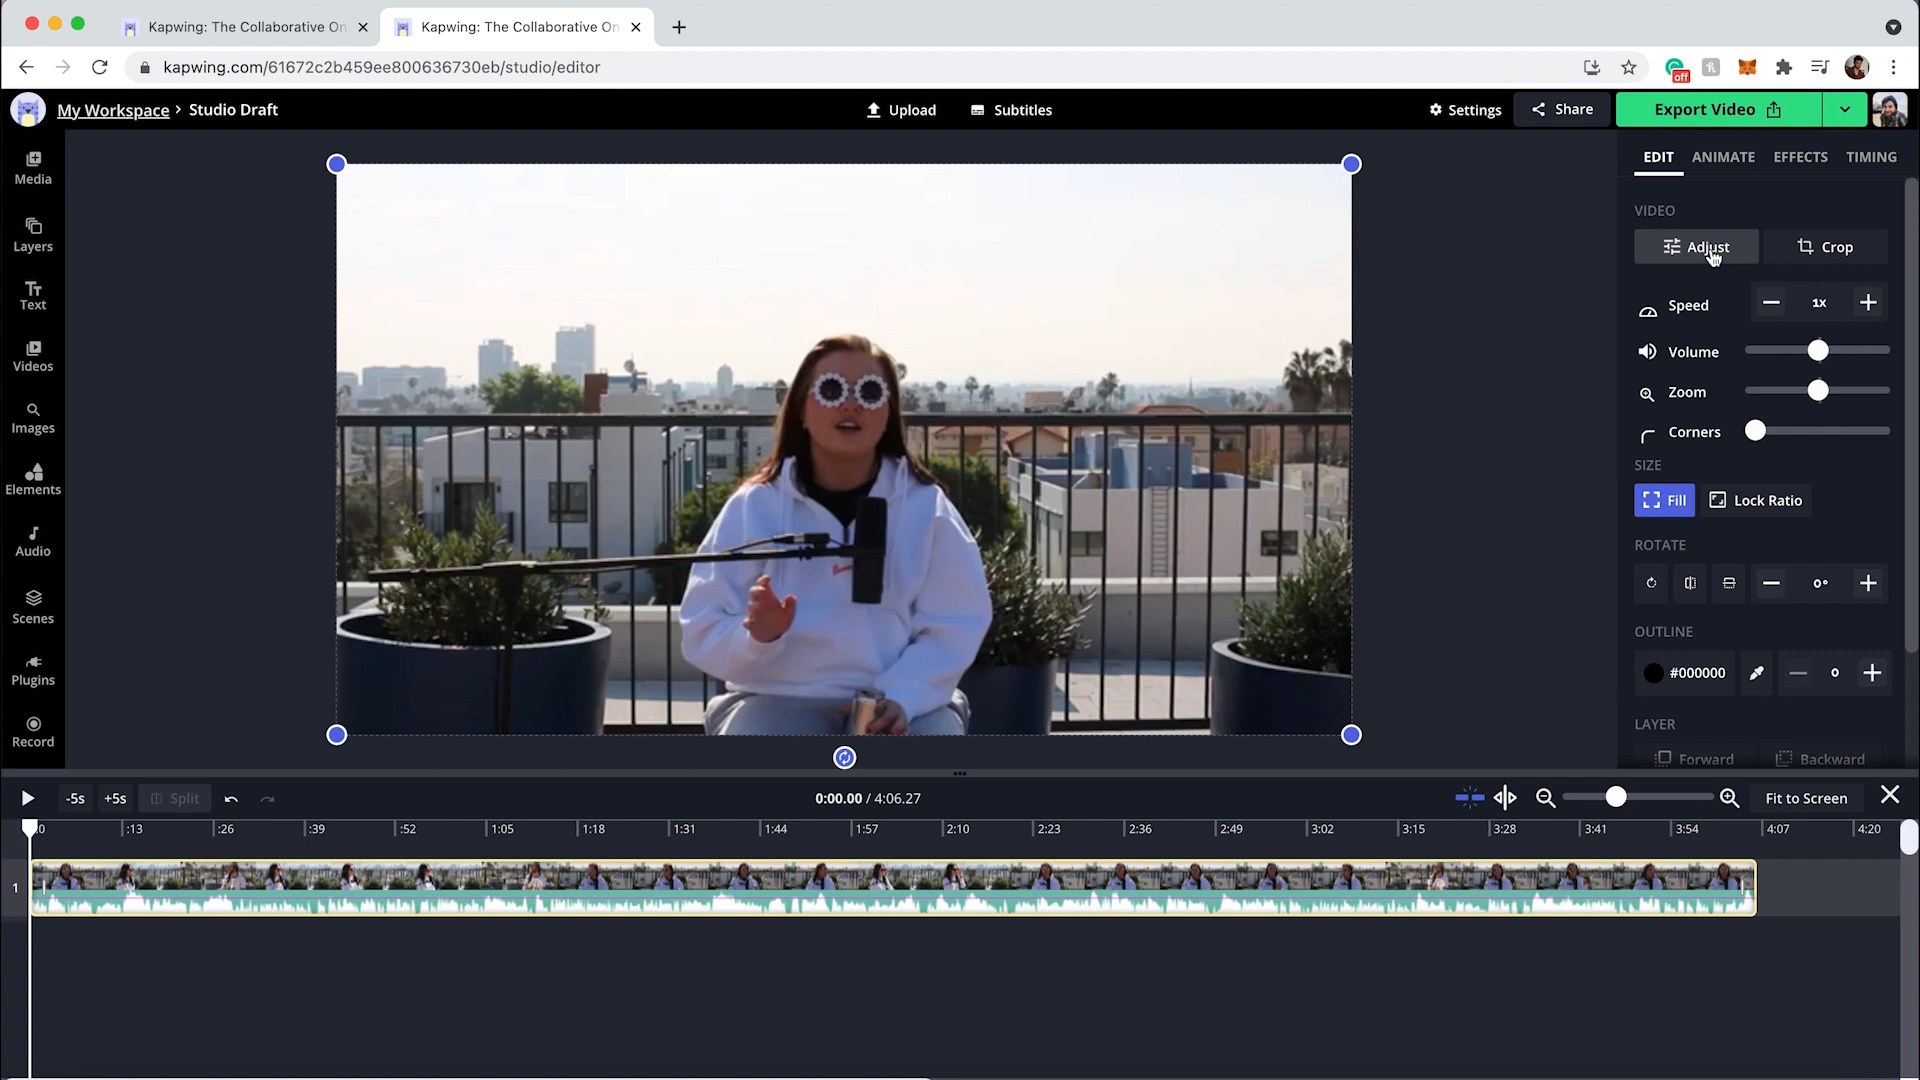 Kapwing: The Collaborative On
Kapwing: The Collaborative On
kapwing.com/61672c2b459ee800636730eb/studio/editor
off
My Workspace > Studio Draft
Upload
Subtitles
Settings
Share
Export Video
Media
Layers
Text
Videos
Images
Elements
Audio
Scenes
Plugins
Record
EDIT ANIMATE EFFECTS TIMING
VIDEO
Adjust Crop
Speed 1x
Volume
Zoom
Corners
SIZE
Fill Lock Ratio
ROTATE
0°
OUTLINE
#000000 0
LAYER
Forward Backward
-5s +5s Split 0:00.00 / 4:06.27 Fit to Screen
:0 :13 :26 :39 :52 1:05 1:18 1:31 1:44 1:57 2:10 2:23 2:36 2:49 3:02 3:15 3:28 3:41 3:54 4:07 4:20
1